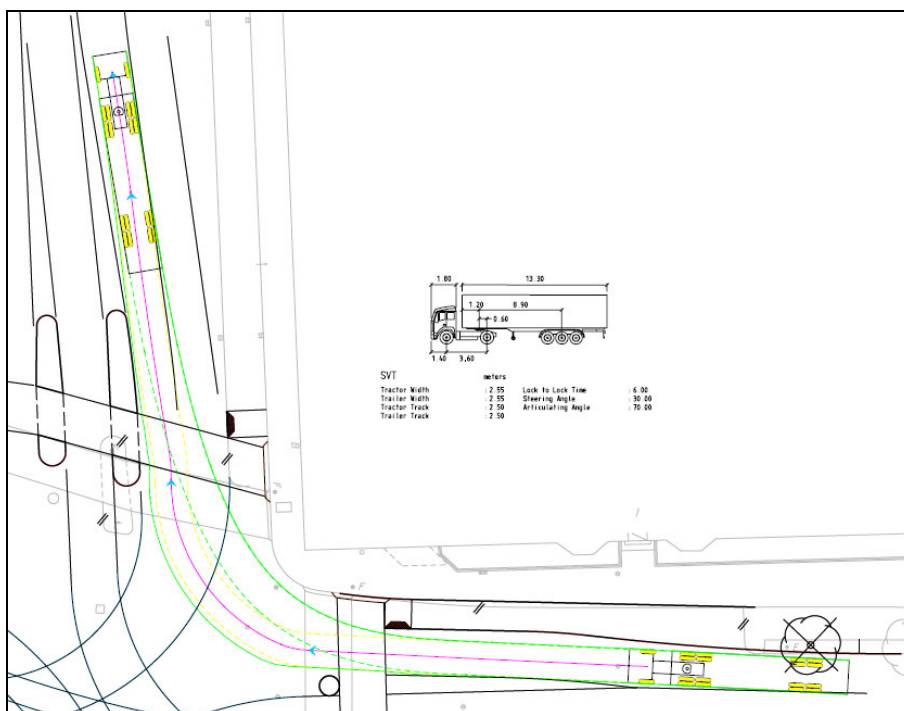 1.80 13.30
1.20 8.90
0.60
1.40 3.60
SVT meters
Tractor Width : 2.55 Lock to Lock Time : 6.00
Trailer Width : 2.55 Steering Angle : 30.00
Tractor Track : 2.50 Articulating Angle : 70.00
Trailer Track : 2.50